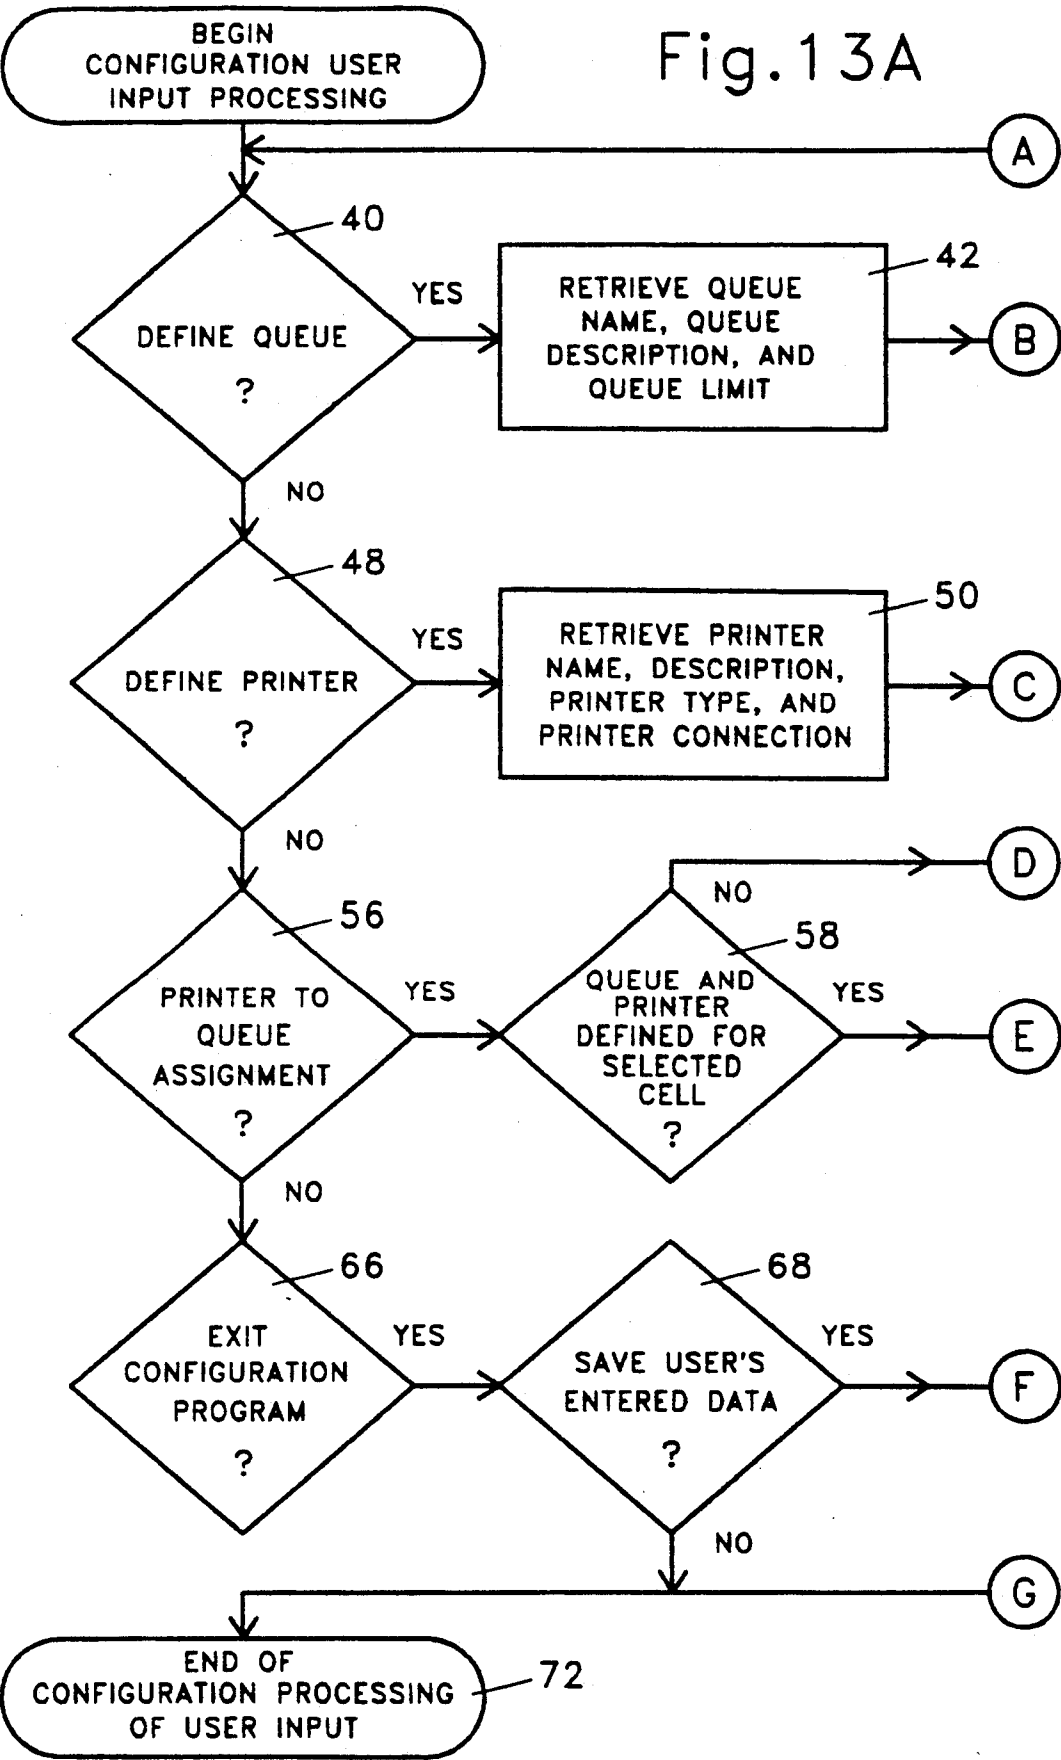 BEGIN
CONFIGURATION USER
INPUT PROCESSING
Fig.13A
A
40
DEFINE QUEUE
?
YES
42
RETRIEVE QUEUE
NAME, QUEUE
DESCRIPTION, AND
QUEUE LIMIT
B
NO
48
DEFINE PRINTER
?
YES
50
RETRIEVE PRINTER
NAME, DESCRIPTION,
PRINTER TYPE, AND
PRINTER CONNECTION
C
NO
D
NO
56
PRINTER TO
QUEUE
ASSIGNMENT
?
YES
58
QUEUE AND
PRINTER
DEFINED FOR
SELECTED
CELL
?
YES
E
NO
66
EXIT
CONFIGURATION
PROGRAM
?
YES
68
SAVE USER'S
ENTERED DATA
?
YES
F
NO
G
END OF
CONFIGURATION PROCESSING
OF USER INPUT
72